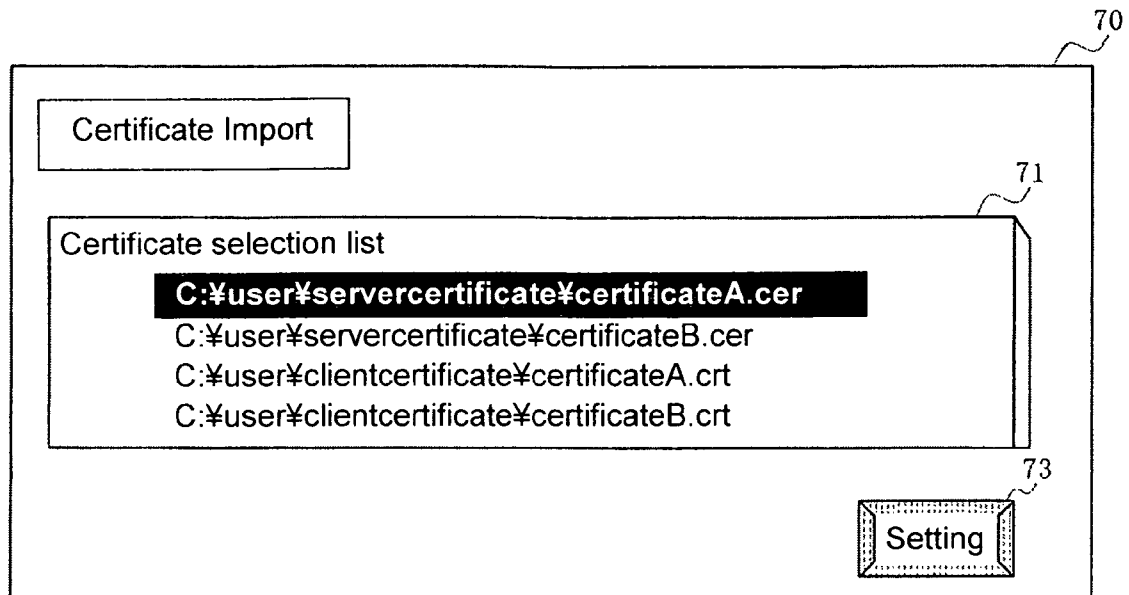 70
Certificate Import
71
Certificate selection list
C:¥user¥servercertificate¥certificateA.cer
C:¥user¥servercertificate¥certificateB.cer
C:¥user¥clientcertificate¥certificateA.crt
C:¥user¥clientcertificate¥certificateB.crt
73
Setting